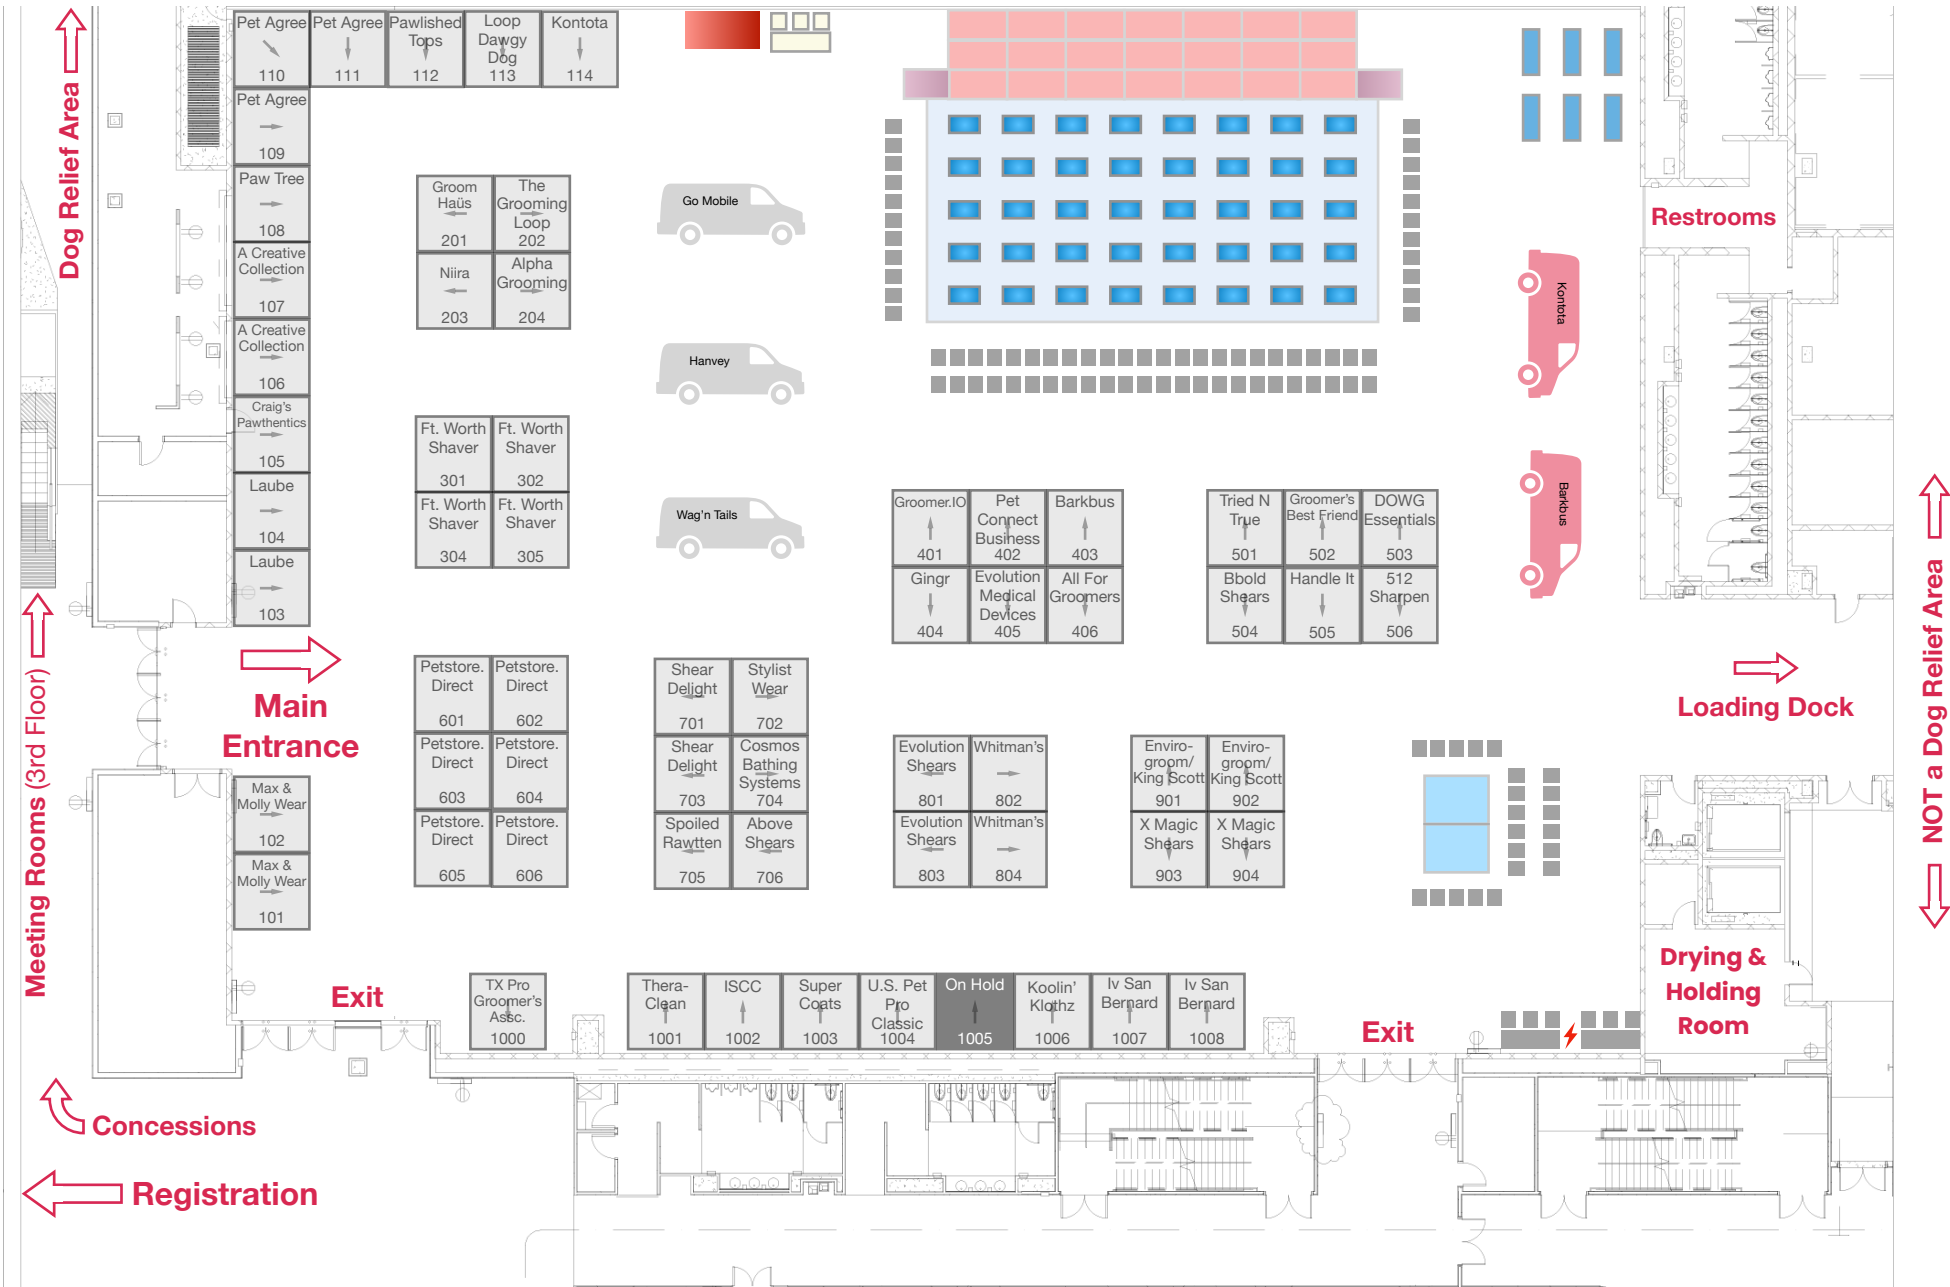 Dog Relief Area
Meeting Rooms (3rd Floor)
Pet Agree
110
Pet Agree
111
Pawlished
Tops
112
Loop
Dawgy
Dog
113
Kontota
114
Pet Agree
109
Paw Tree
108
A Creative
Collection
107
A Creative
Collection
106
Craig's
Pawthentics
105
Laube
104
Laube
103
Main
Entrance
Max &
Molly Wear
102
Max &
Molly Wear
101
Groom
Haüs
201
The
Grooming
Loop
202
Niira
203
Alpha
Grooming
204
Go Mobile
Hanvey
Wag'n Tails
Ft. Worth
Shaver
301
Ft. Worth
Shaver
302
Ft. Worth
Shaver
304
Ft. Worth
Shaver
305
Kontota
Barkbus
Restrooms
Groomer.IO
401
Pet
Connect
Business
402
Barkbus
403
Gingr
404
Evolution
Medical
Devices
405
All For
Groomers
406
Tried N
True
501
Groomer's
Best Friend
502
DOWG
Essentials
503
Bbold
Shears
504
Handle It
505
512
Sharpen
506
Petstore.
Direct
601
Petstore.
Direct
602
Petstore.
Direct
603
Petstore.
Direct
604
Petstore.
Direct
605
Petstore.
Direct
606
Shear
Delight
701
Stylist
Wear
702
Shear
Delight
703
Cosmos
Bathing
Systems
704
Spoiled
Rawtten
705
Above
Shears
706
Evolution
Shears
801
Whitman's
802
Evolution
Shears
803
Whitman's
804
Enviro-
groom/
King Scott
901
Enviro-
groom/
King Scott
902
X Magic
Shears
903
X Magic
Shears
904
Loading Dock
NOT a Dog Relief Area
Drying &
Holding
Room
Exit
TX Pro
Groomer's
Assc.
1000
Thera-
Clean
1001
ISCC
1002
Super
Coats
1003
U.S. Pet
Pro
Classic
1004
On Hold
1005
Koolin'
Klothz
1006
Iv San
Bernard
1007
Iv San
Bernard
1008
Exit
Concessions
Registration